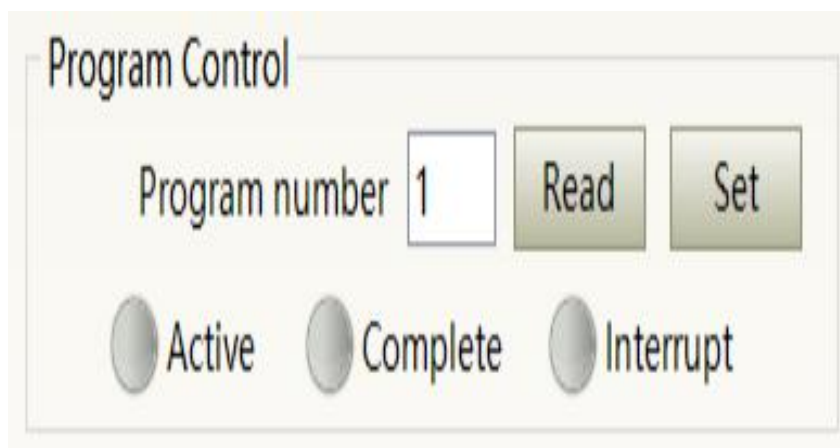 Program Control
Program number 1 Read Set
Active Complete Interrupt